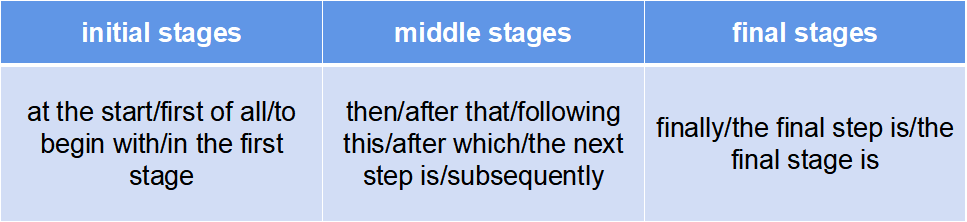 initial stages
middle stages
final stages
at the start/first of all/to
begin with/in the first
stage
then/after that/following
this/after which/the next
step is/subsequently
finally/the final step is/the
final stage is